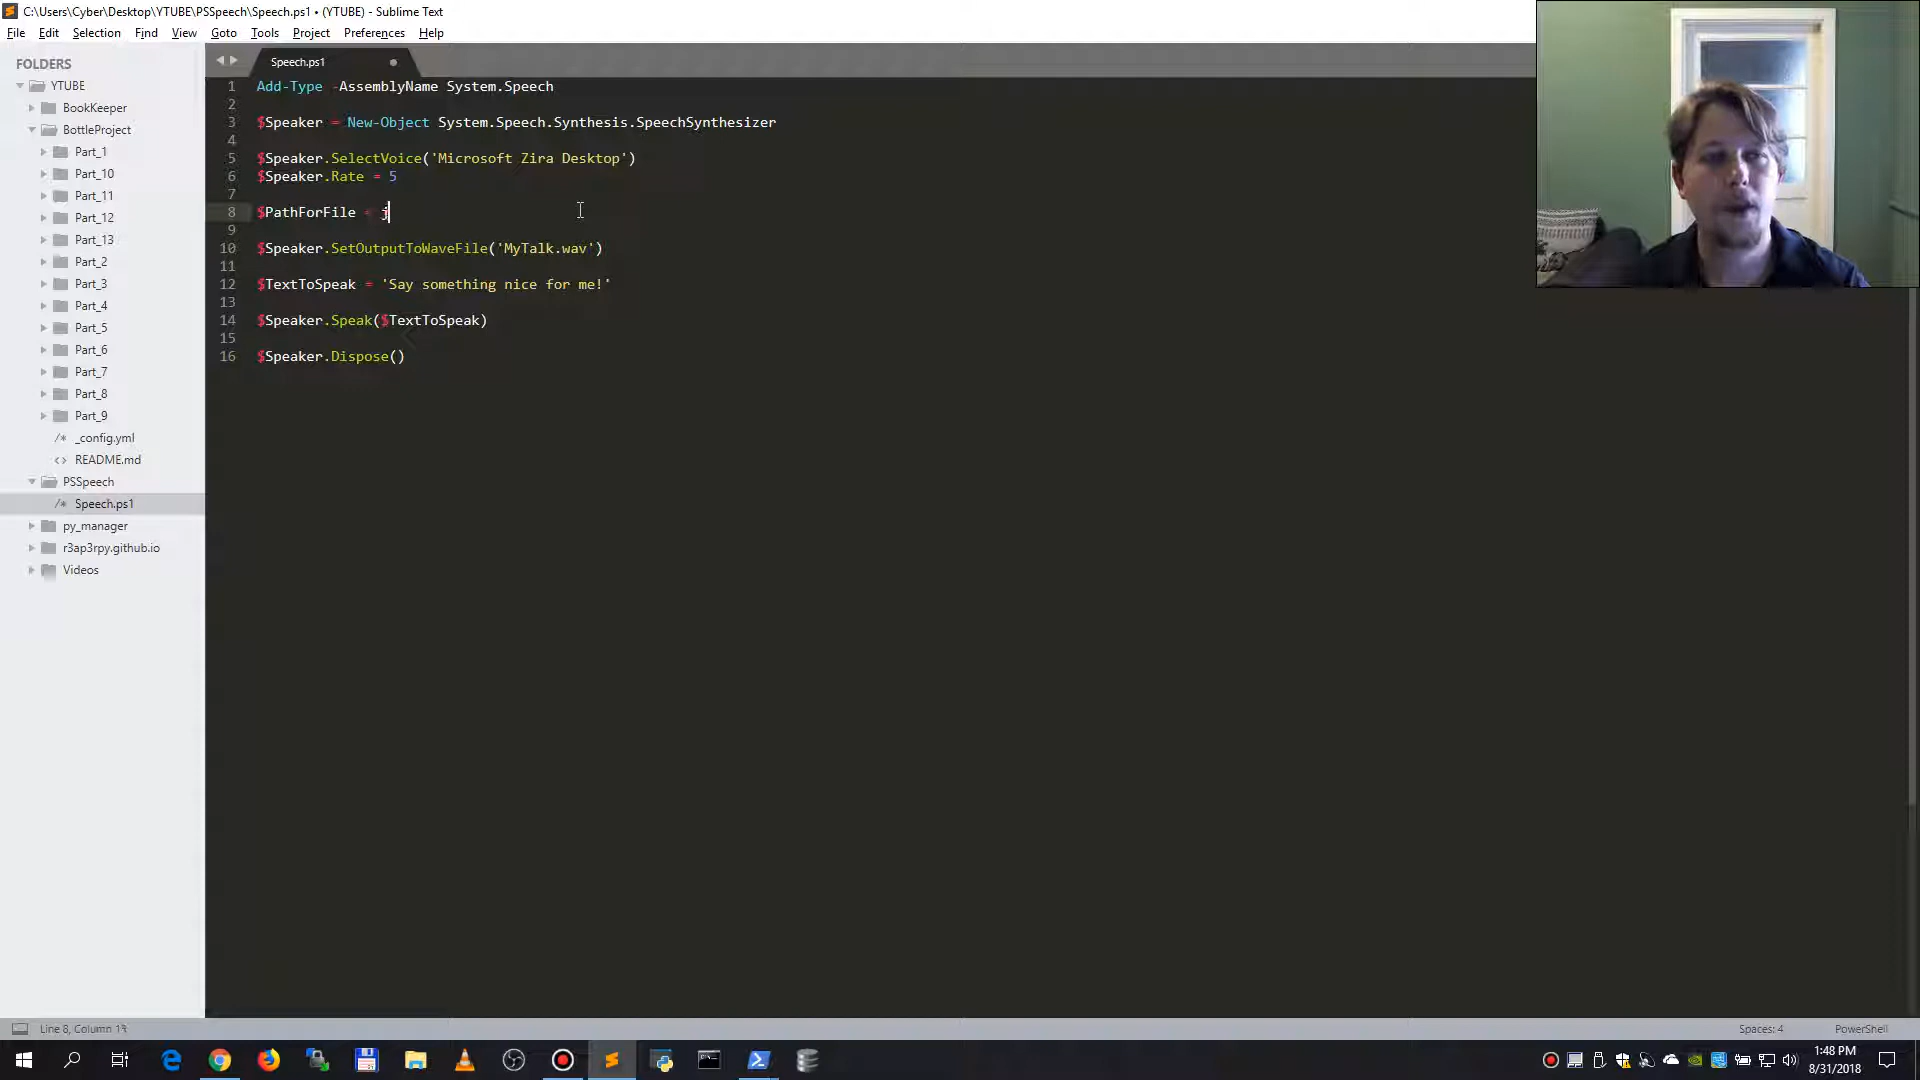 C:\Users\Cyber\Desktop\YTUBE\PSSpeech\Speech.ps1 • (YTUBE) - Sublime Text
File Edit Selection Find View Goto Tools Project Preferences Help
FOLDERS
YTUBE
BookKeeper
BottleProject
Part_1
Part_10
Part_11
Part_12
Part_13
Part_2
Part_3
Part_4
Part_5
Part_6
Part_7
Part_8
Part_9
_config.yml
README.md
PSSpeech
Speech.ps1
py_manager
r3ap3rpy.github.io
Videos
Speech.ps1
1 Add-Type -AssemblyName System.Speech
2
3 $Speaker = New-Object System.Speech.Synthesis.SpeechSynthesizer
4
5 $Speaker.SelectVoice('Microsoft Zira Desktop')
6 $Speaker.Rate = 5
7
8 $PathForFile = j
9
10 $Speaker.SetOutputToWaveFile('MyTalk.wav')
11
12 $TextToSpeak = 'Say something nice for me!'
13
14 $Speaker.Speak($TextToSpeak)
15
16 $Speaker.Dispose()
Line 8, Column 13
Spaces: 4
PowerShell
1:48 PM
8/31/2018